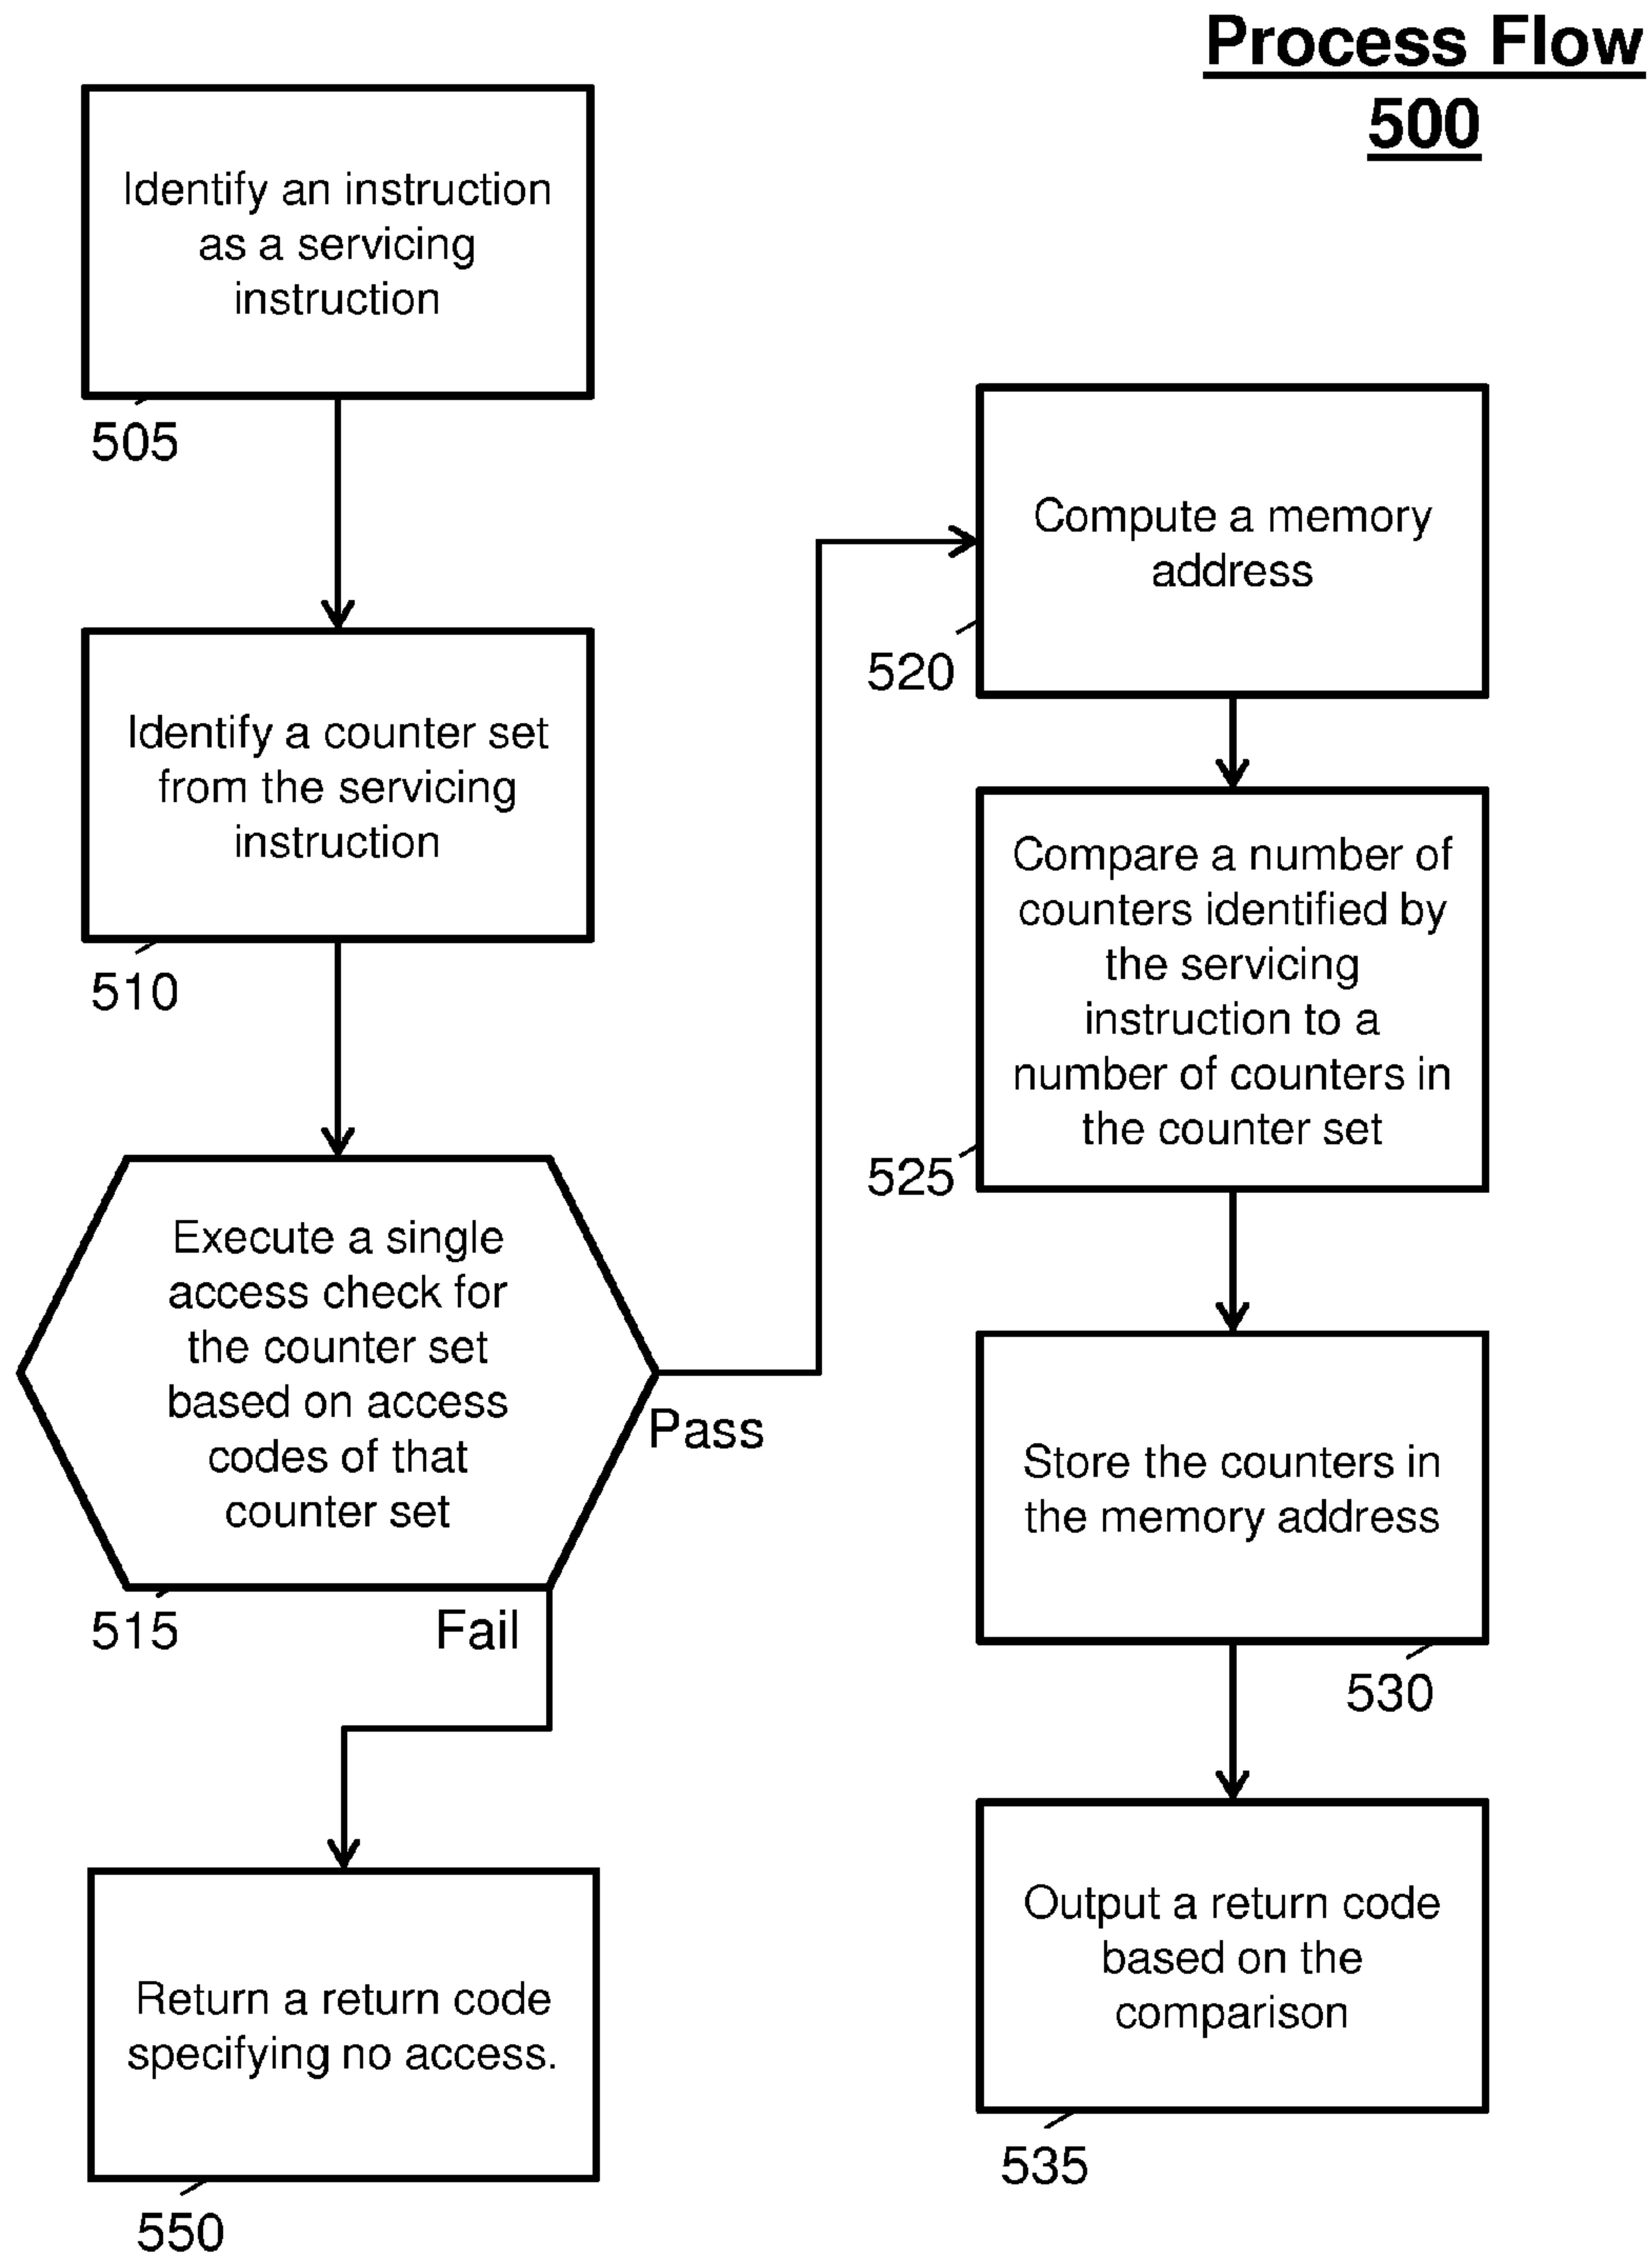 Process Flow
500
Identify an instruction
as a servicing
instruction
505
Identify a counter set
from the servicing
instruction
510
Execute a single
access check for
the counter set
based on access
codes of that
counter set
515
Pass
Fail
Return a return code
specifying no access.
550
Compute a memory
address
520
Compare a number of
counters identified by
the servicing
instruction to a
number of counters in
the counter set
525
Store the counters in
the memory address
530
Output a return code
based on the
comparison
535